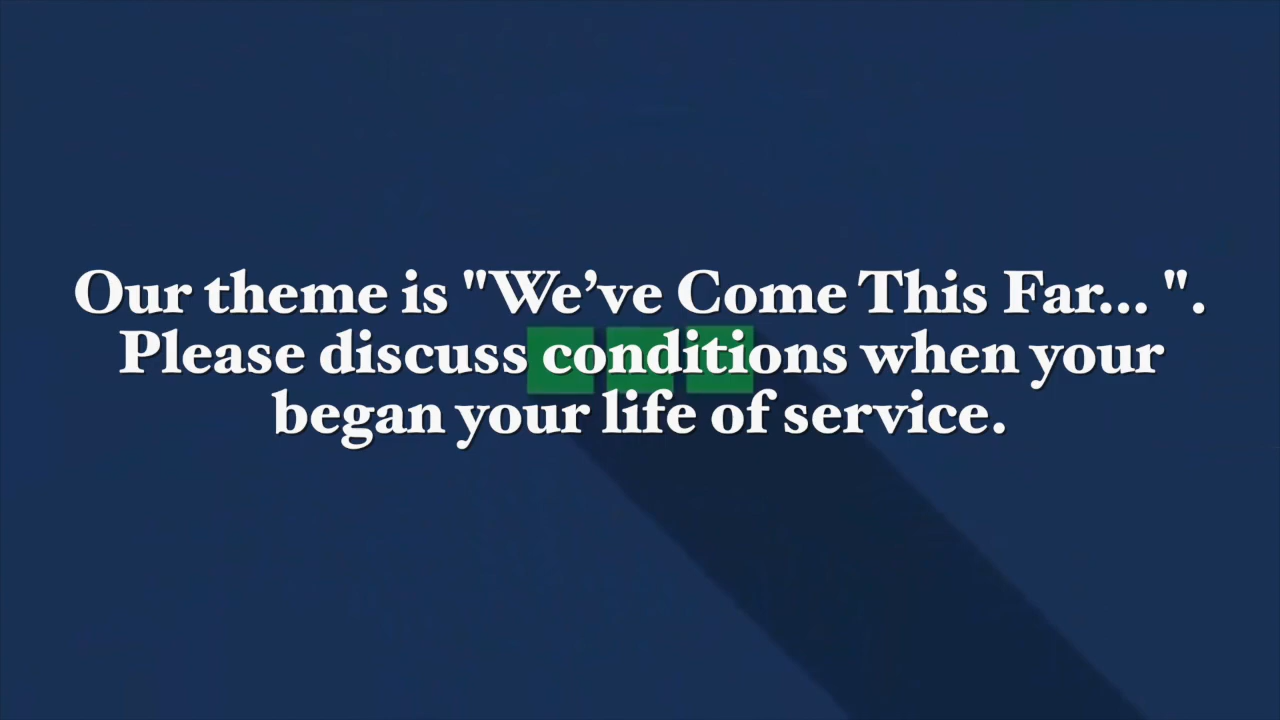 Our theme is "We’ve Come This Far... ".
Please discuss conditions when your
began your life of service.